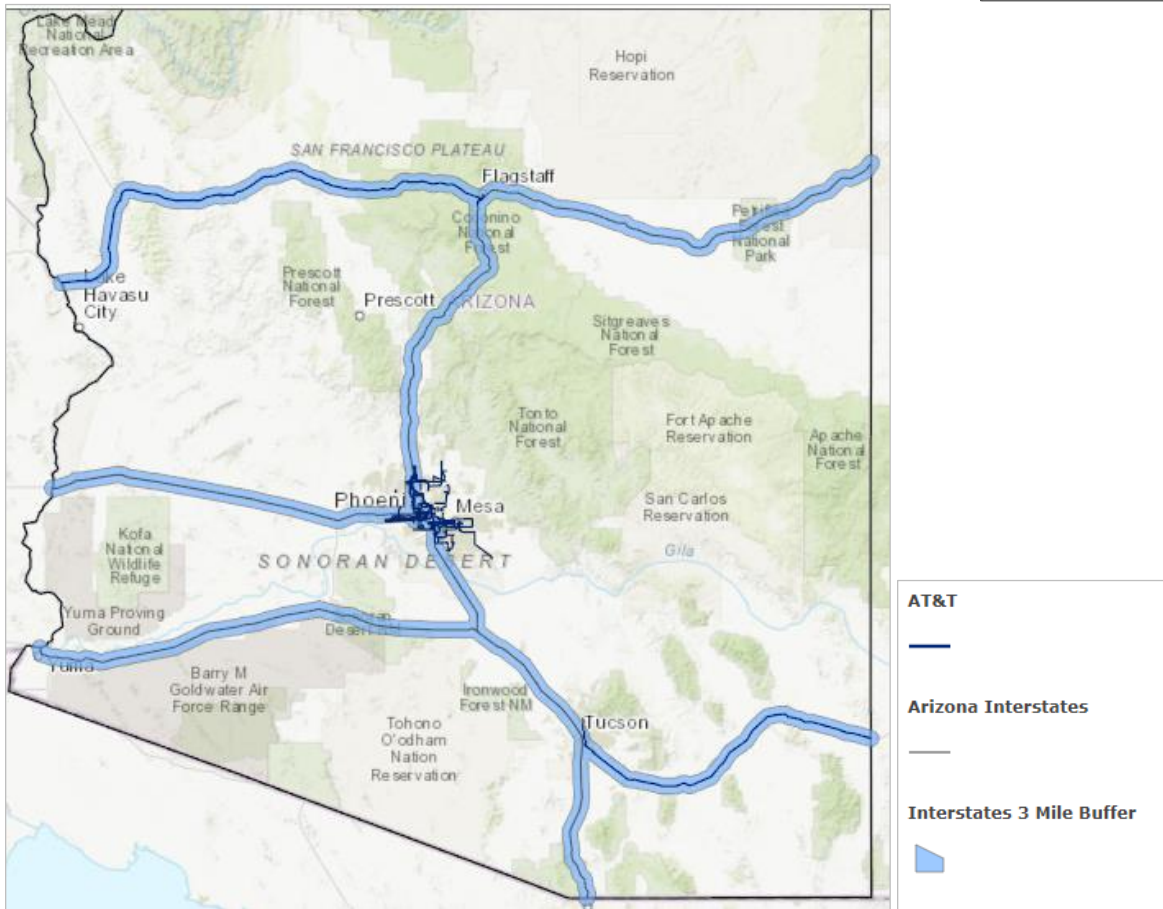 Lake Mead
National
Recreation Area
Hopi
Reservation
SAN FRANCISCO PLATEAU
Flagstaff
Coconino
National
Forest
Petrified
Forest
National
Park
Lake
Havasu
City
Prescott
National
Forest
Prescott
ARIZONA
Sitgreaves
National
Forest
Tonto
National
Forest
Fort Apache
Reservation
Apache
National
Forest
Phoeni
Mesa
San Carlos
Reservation
Kofa
National
Wildlife
Refuge
SONORAN DESERT
Gila
Yuma Proving
Ground
Yuma
Barry M
Goldwater Air
Force Range
Ironwood
Forest NM
Tucson
Tohono
O'odham
Nation
Reservation
AT&T
Arizona Interstates
Interstates 3 Mile Buffer